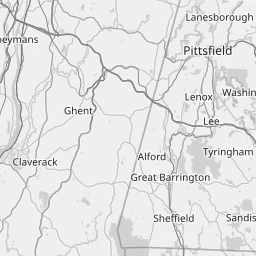 Lanesborough
eymans
Pittsfield
Lenox
Washin
Ghent
Lee
Tyringham
Claverack
Alford
Great Barrington
Sheffield
Sandis